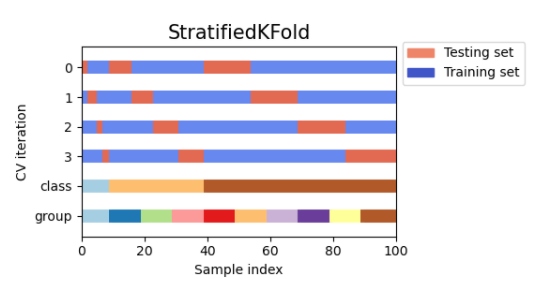 StratifiedKFold
Testing set
Training set
0
1
2
3
class
group
CV iteration
0 20 40 60 80 100
Sample index